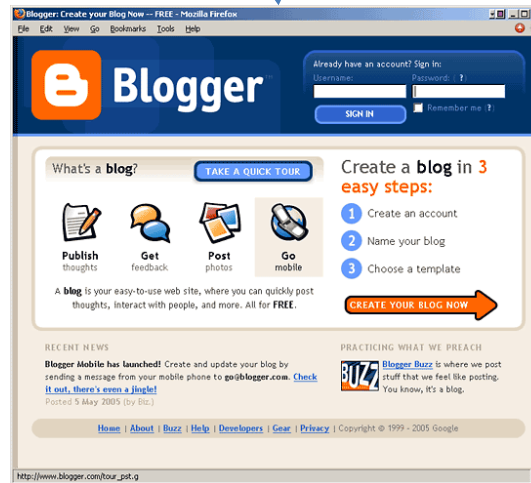 Blogger: Create your Blog Now -- FREE - Mozilla Firefox
File Edit View Go Bookmarks Tools Help
Blogger™
Already have an account? Sign in:
Username: Password: ( ? )
SIGN IN
Remember me (?)
What's a blog?
TAKE A QUICK TOUR
Publish
thoughts
Get
feedback
Post
photos
Go
mobile
A blog is your easy-to-use web site, where you can quickly post
thoughts, interact with people, and more. All for FREE.
Create a blog in 3
easy steps:
1 Create an account
2 Name your blog
3 Choose a template
CREATE YOUR BLOG NOW
RECENT NEWS
Blogger Mobile has launched! Create and update your blog by
sending a message from your mobile phone to go@blogger.com. Check
it out, there's even a jingle!
Posted 5 May 2005 (by Biz.)
PRACTICING WHAT WE PREACH
BUZZ
Blogger Buzz is where we post
stuff that we feel like posting.
You know, it's a blog.
Home | About | Buzz | Help | Developers | Gear | Privacy | Copyright © 1999 - 2005 Google
http://www.blogger.com/tour_pst.g